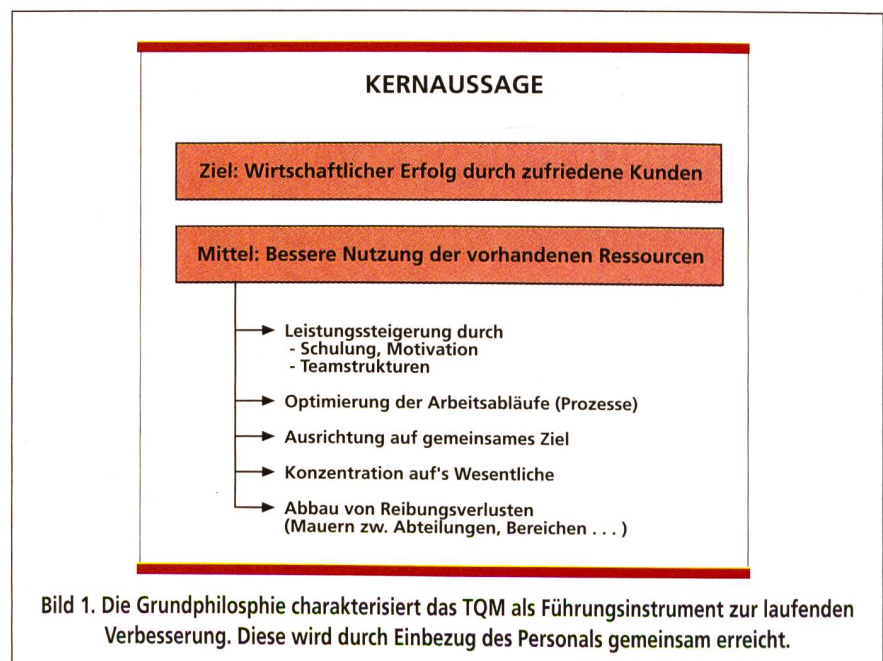 KERNAUSSAGE
Ziel: Wirtschaftlicher Erfolg durch zufriedene Kunden
Mittel: Bessere Nutzung der vorhandenen Ressourcen
Leistungssteigerung durch
- Schulung, Motivation
- Teamstrukturen
Optimierung der Arbeitsabläufe (Prozesse)
Ausrichtung auf gemeinsames Ziel
Konzentration auf's Wesentliche
Abbau von Reibungsverlusten
(Mauern zw. Abteilungen, Bereichen . . . )
Bild 1. Die Grundphilosphie charakterisiert das TQM als Führungsinstrument zur laufenden
Verbesserung. Diese wird durch Einbezug des Personals gemeinsam erreicht.